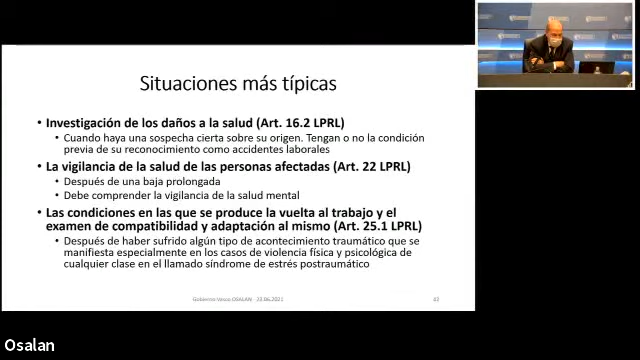 Situaciones más típicas
• Investigación de los daños a la salud (Art. 16.2 LPRL)
• Cuando haya una sospecha cierta sobre su origen. Tengan o no la condición
previa de su reconocimiento como accidentes laborales
• La vigilancia de la salud de las personas afectadas (Art. 22 LPRL)
• Después de una baja prolongada
• Debe comprender la vigilancia de la salud mental
• Las condiciones en las que se produce la vuelta al trabajo y el
examen de compatibilidad y adaptación al mismo (Art. 25.1 LPRL)
• Después de haber sufrido algún tipo de acontecimiento traumático que se
manifiesta especialmente en los casos de violencia física y psicológica de
cualquier clase en el llamado síndrome de estrés postraumático
Gobierno Vasco-OSALAN
Osalan